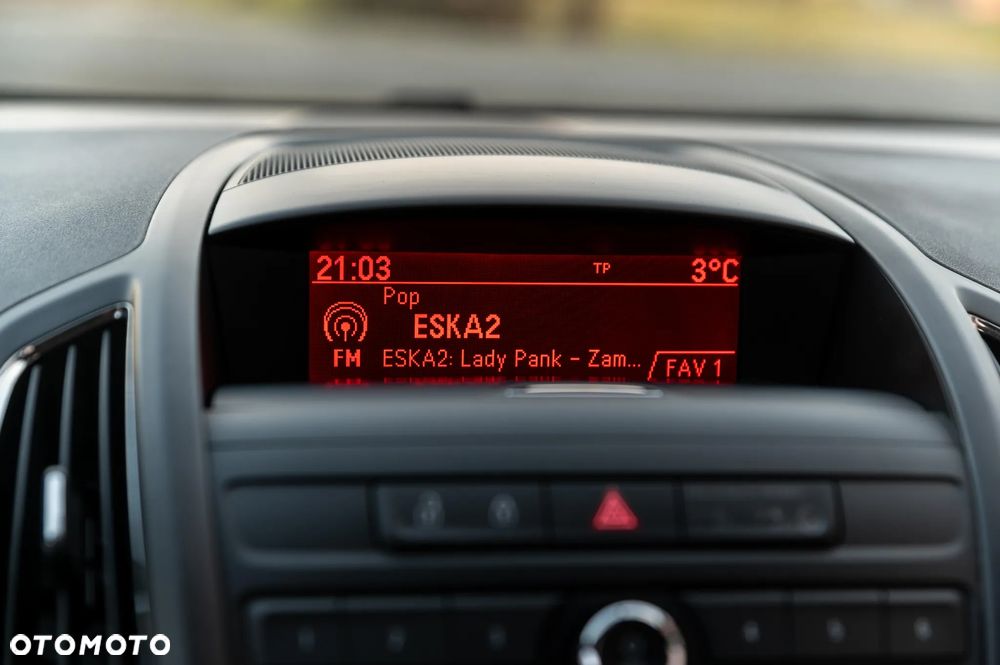 21:03 TP 3°C
Pop
ESKA2
FM ESKA2: Lady Pank - Zam... FAV 1
OTOMOTO